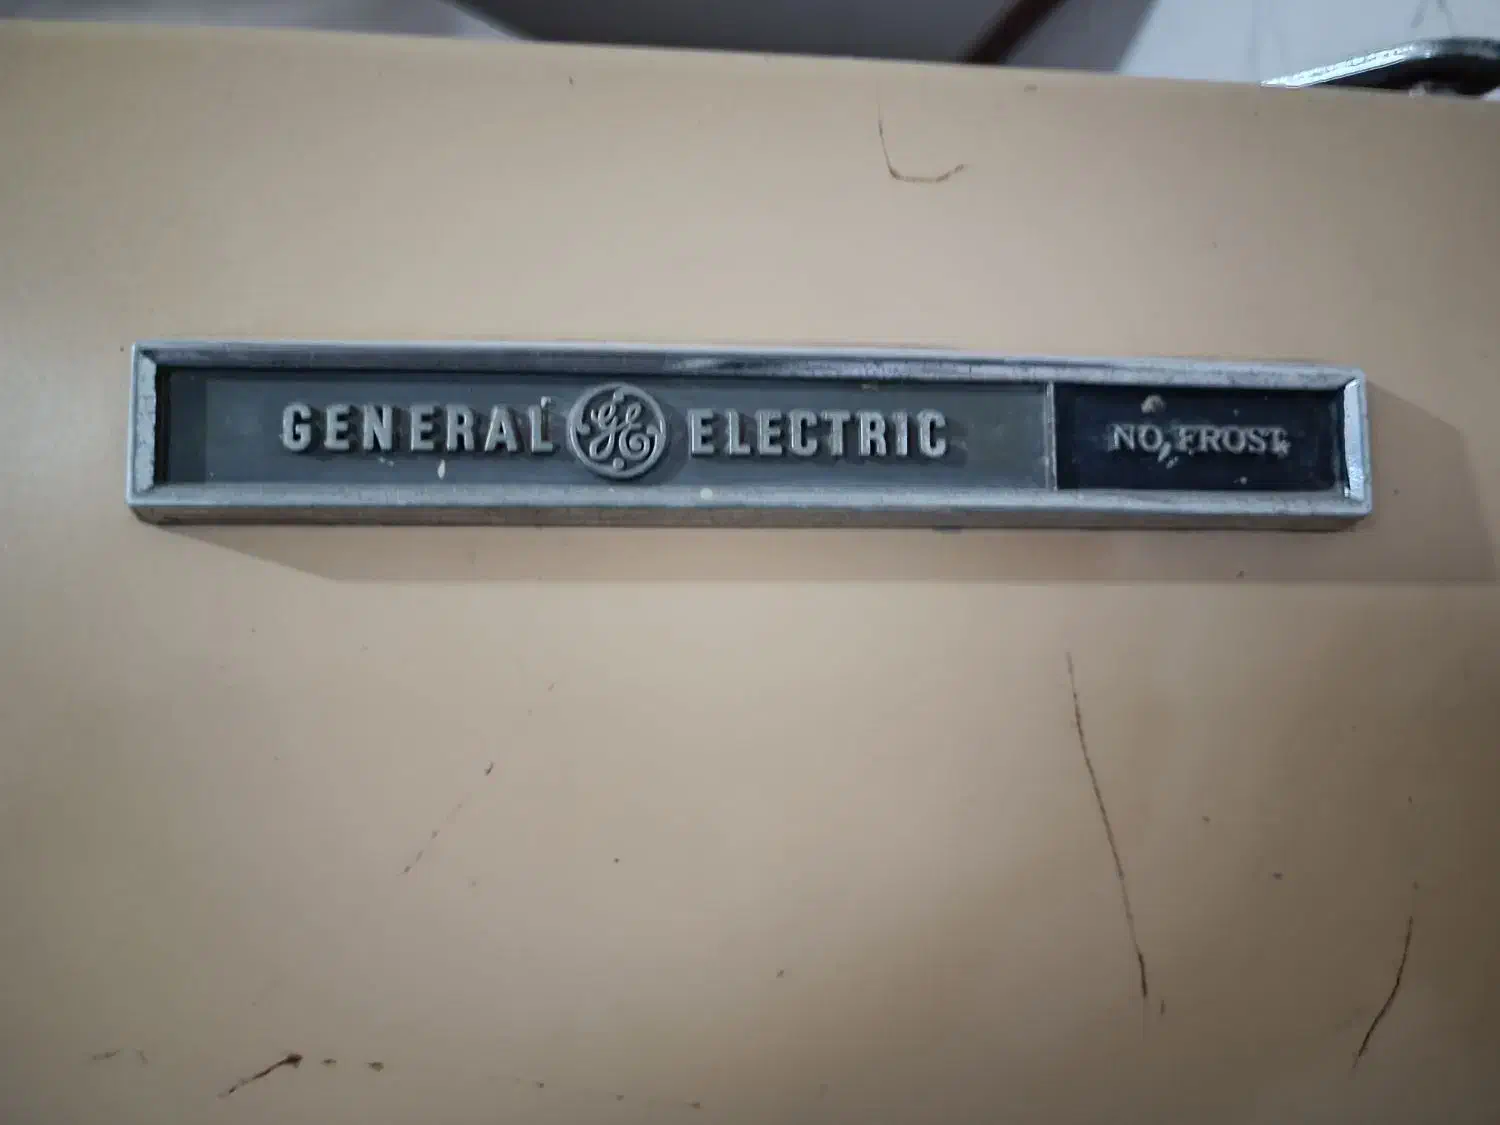 GENERAL GE ELECTRIC NO FROST